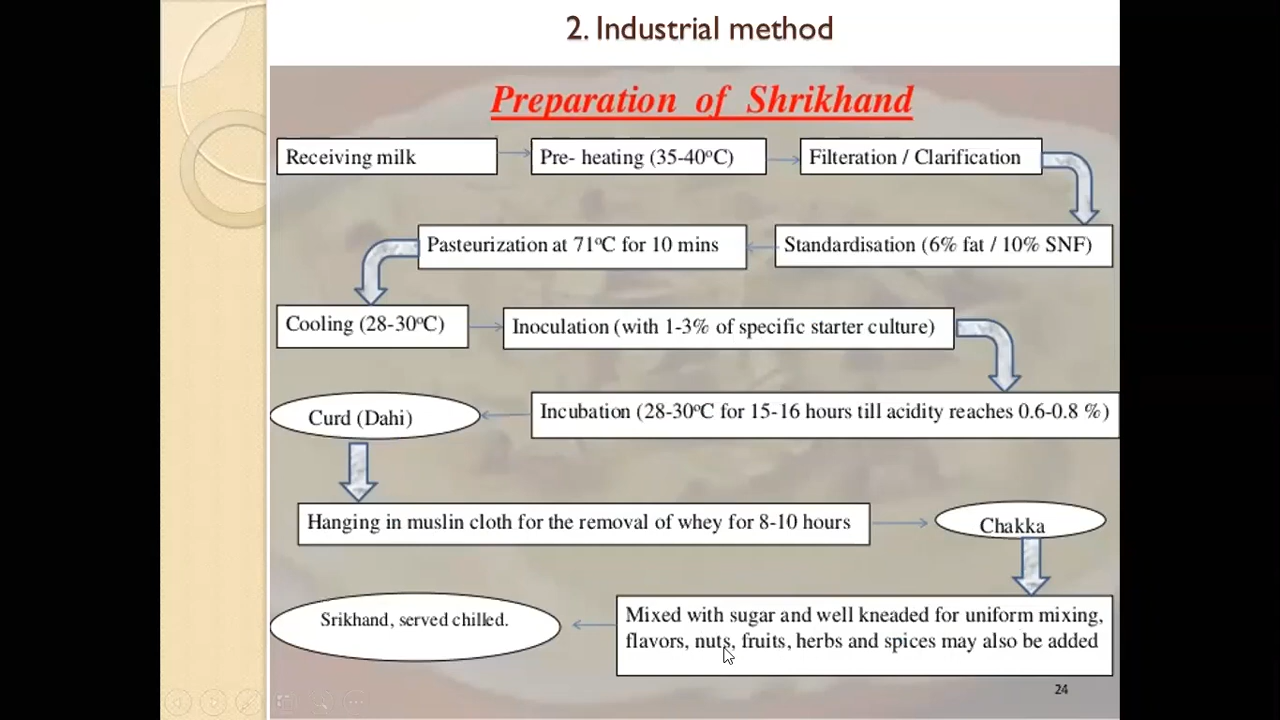 2. Industrial method
Preparation of Shrikhand
Receiving milk
Pre- heating (35-40°C)
Filteration / Clarification
Standardisation (6% fat / 10% SNF)
Pasteurization at 71°C for 10 mins
Cooling (28-30°C)
Inoculation (with 1-3% of specific starter culture)
Incubation (28-30°C for 15-16 hours till acidity reaches 0.6-0.8 %)
Curd (Dahi)
Hanging in muslin cloth for the removal of whey for 8-10 hours
Chakka
Mixed with sugar and well kneaded for uniform mixing,
flavors, nuts, fruits, herbs and spices may also be added
Srikhand, served chilled.
24